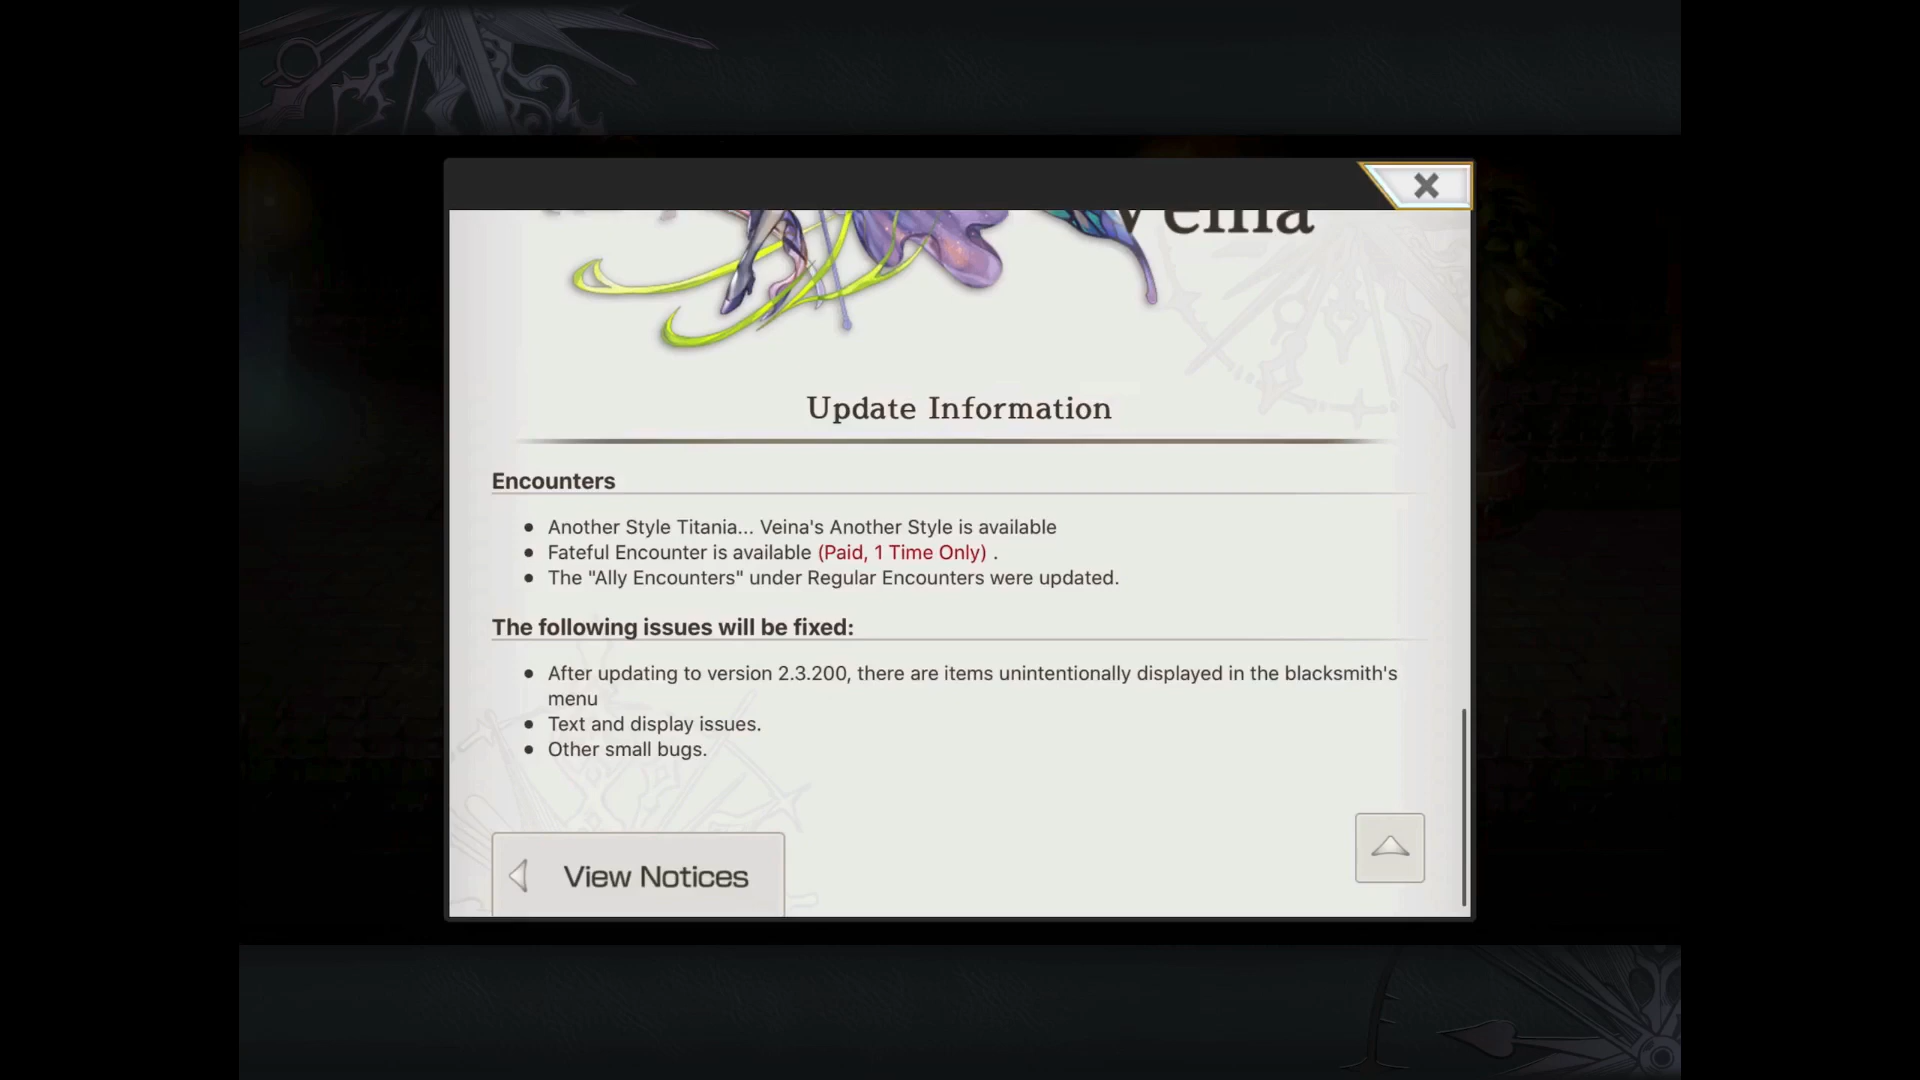 Veina
Update Information
Encounters
Another Style Titania... Veina's Another Style is available
Fateful Encounter is available (Paid, 1 Time Only) .
The "Ally Encounters" under Regular Encounters were updated.
The following issues will be fixed:
After updating to version 2.3.200, there are items unintentionally displayed in the blacksmith's
menu
Text and display issues.
Other small bugs.
View Notices